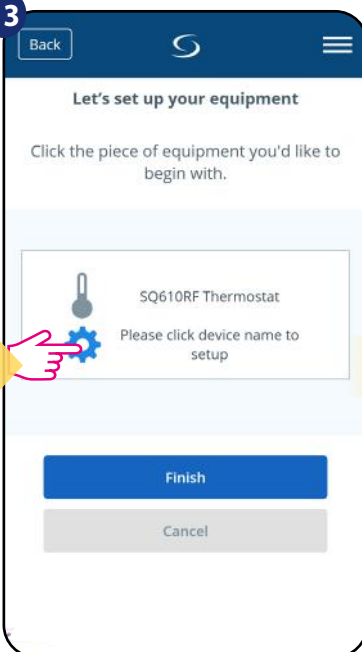 3
Back
Let's set up your equipment
Click the piece of equipment you'd like to
begin with.
SQ610RF Thermostat
Please click device name to
setup
Finish
Cancel